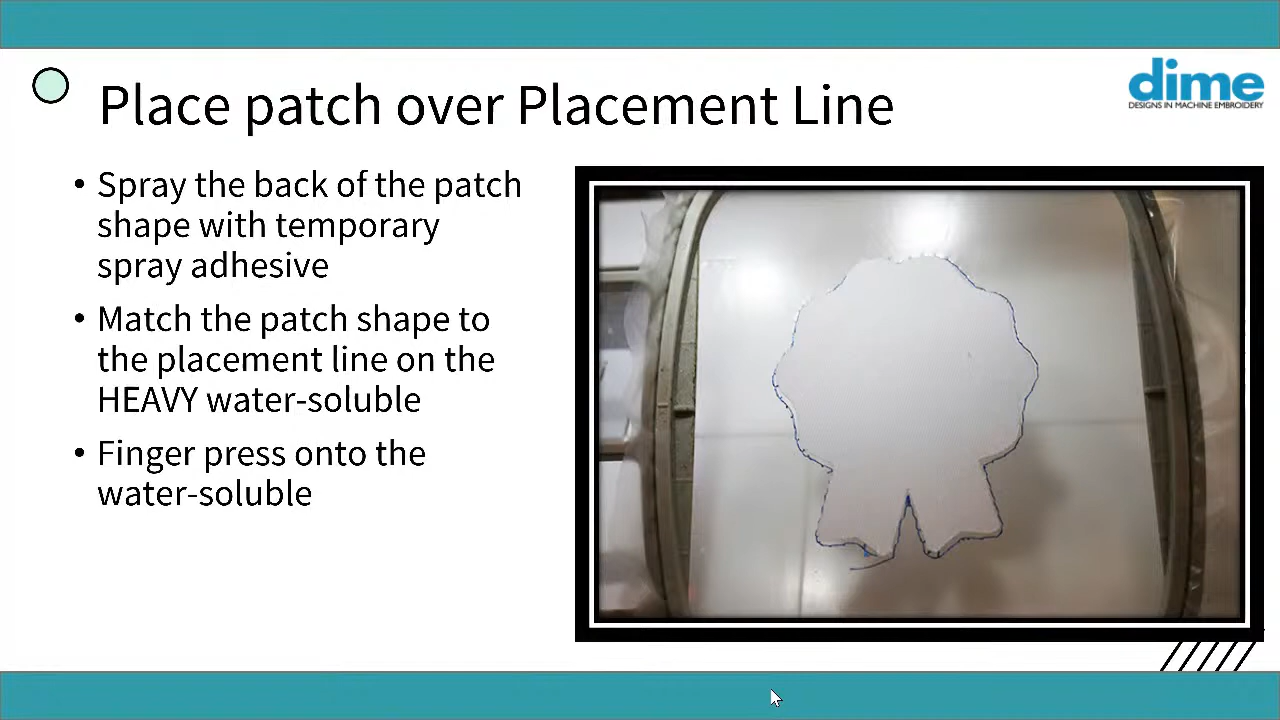 dime
DESIGNS IN MACHINE EMBROIDERY
Place patch over Placement Line
• Spray the back of the patch
shape with temporary
spray adhesive
• Match the patch shape to
the placement line on the
HEAVY water-soluble
• Finger press onto the
water-soluble